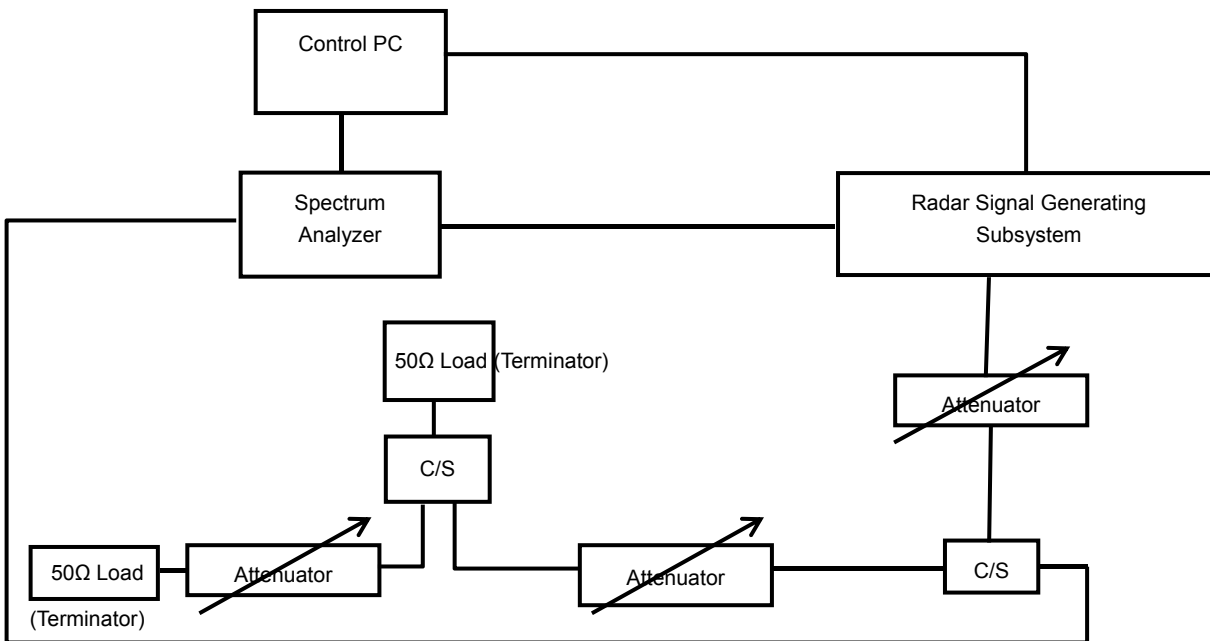 Control PC
Spectrum
Analyzer
Radar Signal Generating
Subsystem
50Ω Load (Terminator)
Attenuator
C/S
50Ω Load
(Terminator)
Attenuator
Attenuator
C/S